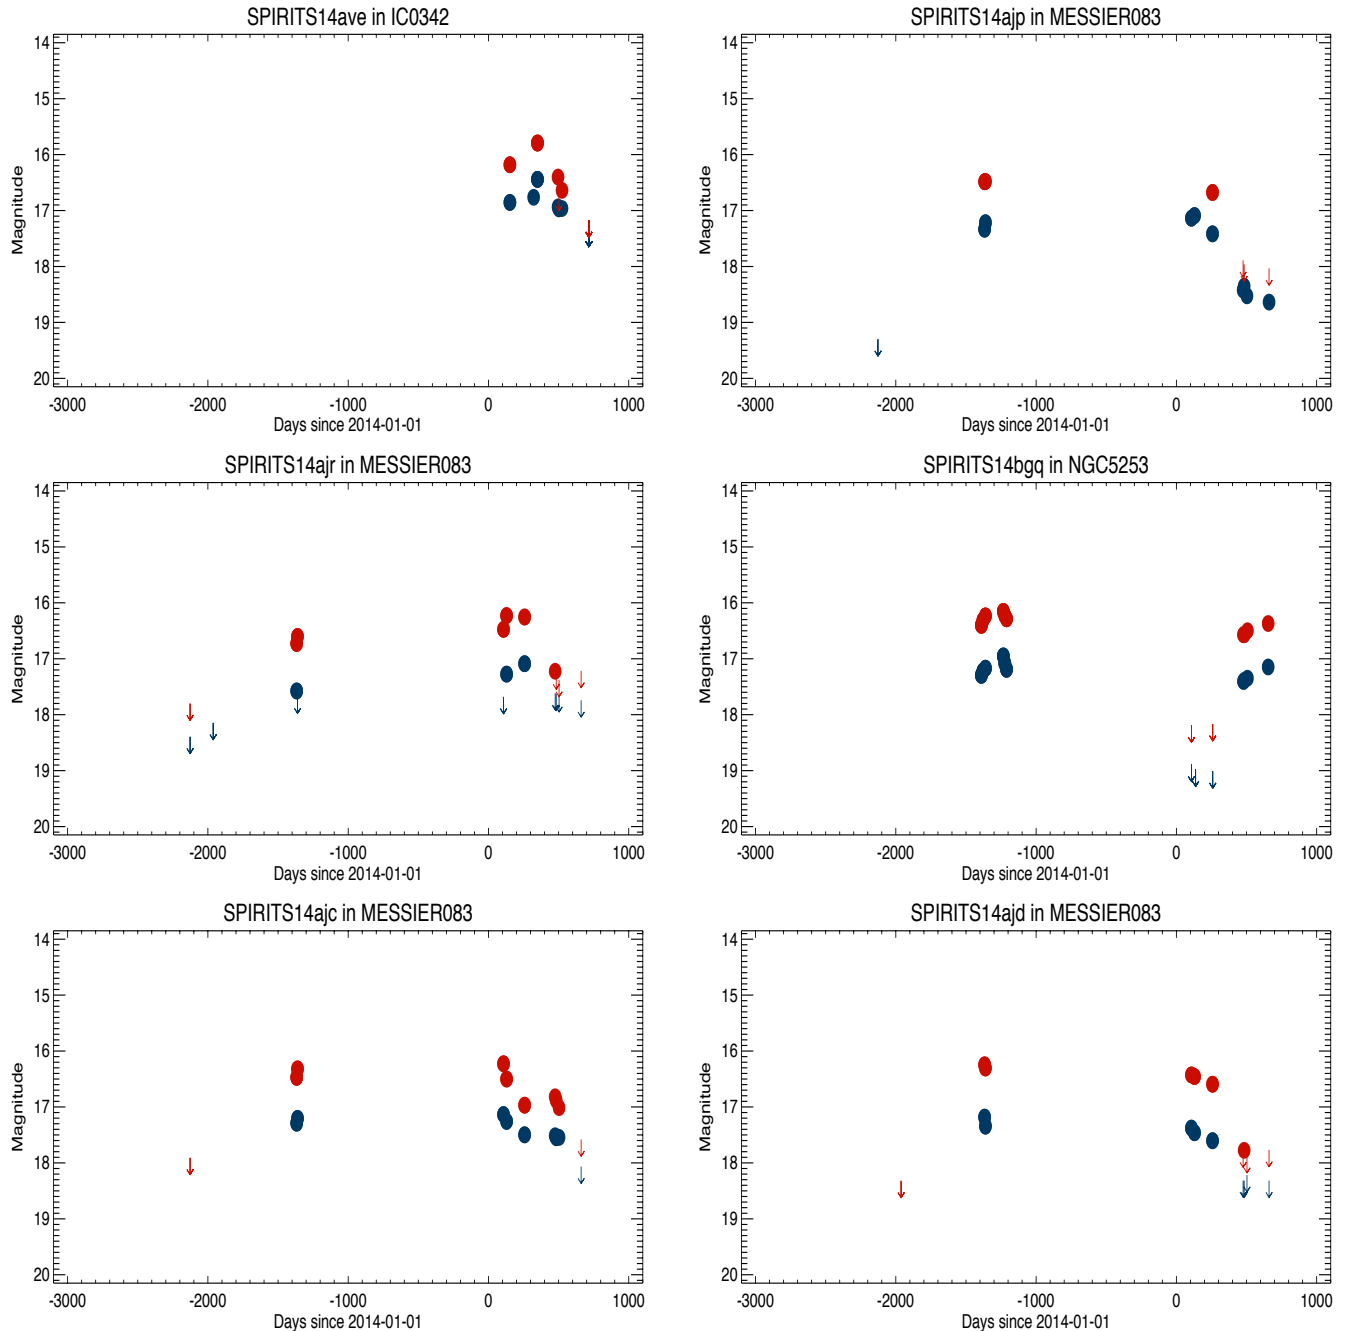 SPIRITS14ave in IC0342
SPIRITS14ajp in MESSIER083
14
15
16
17
18
19
20
Magnitude
-3000 -2000 -1000 0 1000
Days since 2014-01-01
14
15
16
17
18
19
20
Magnitude
-3000 -2000 -1000 0 1000
Days since 2014-01-01
SPIRITS14ajr in MESSIER083
SPIRITS14bgq in NGC5253
14
15
16
17
18
19
20
Magnitude
-3000 -2000 -1000 0 1000
Days since 2014-01-01
14
15
16
17
18
19
20
Magnitude
-3000 -2000 -1000 0 1000
Days since 2014-01-01
SPIRITS14ajc in MESSIER083
SPIRITS14ajd in MESSIER083
14
15
16
17
18
19
20
Magnitude
-3000 -2000 -1000 0 1000
Days since 2014-01-01
14
15
16
17
18
19
20
Magnitude
-3000 -2000 -1000 0 1000
Days since 2014-01-01